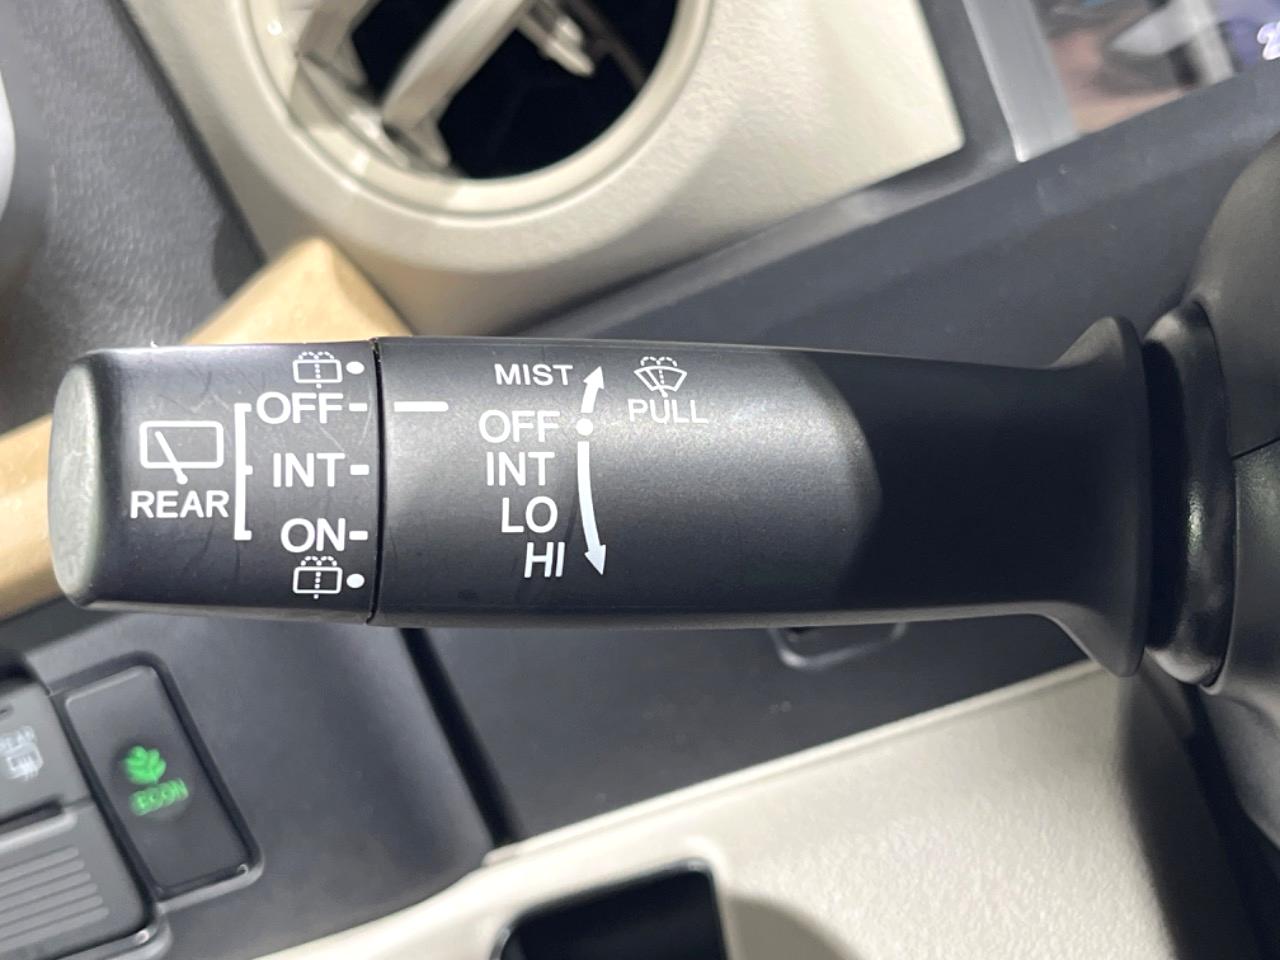 MIST
OFF
INT
LO
HI
PULL
REAR
OFF
INT
ON
ECON